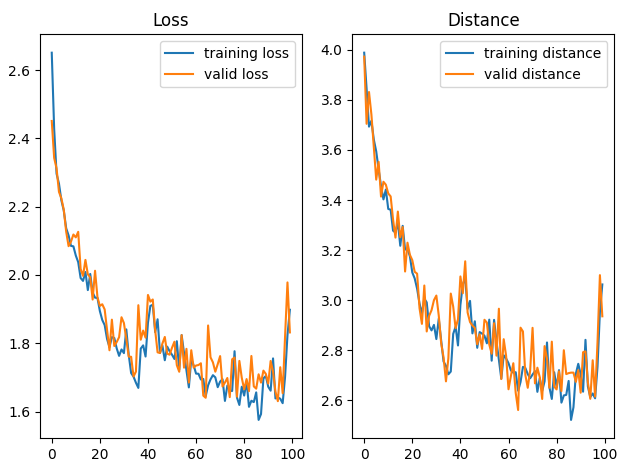 Loss
training loss
valid loss
2.6
2.4
2.2
2.0
1.8
1.6
0 20 40 60 80 100
Distance
training distance
valid distance
4.0
3.8
3.6
3.4
3.2
3.0
2.8
2.6
0 20 40 60 80 100